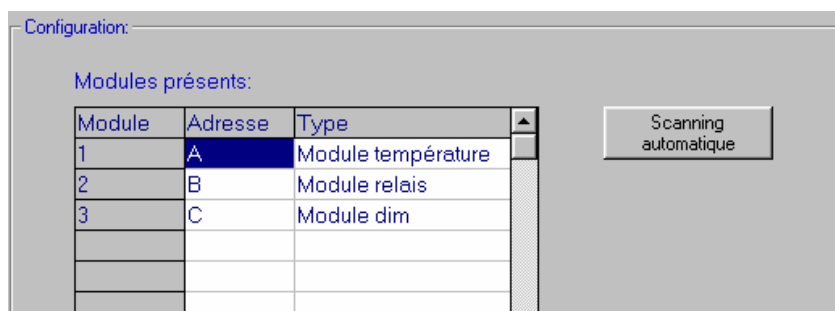 Configuration:
Modules présents:
Module Adresse Type
1 A Module température
2 B Module relais
3 C Module dim
Scanning
automatique